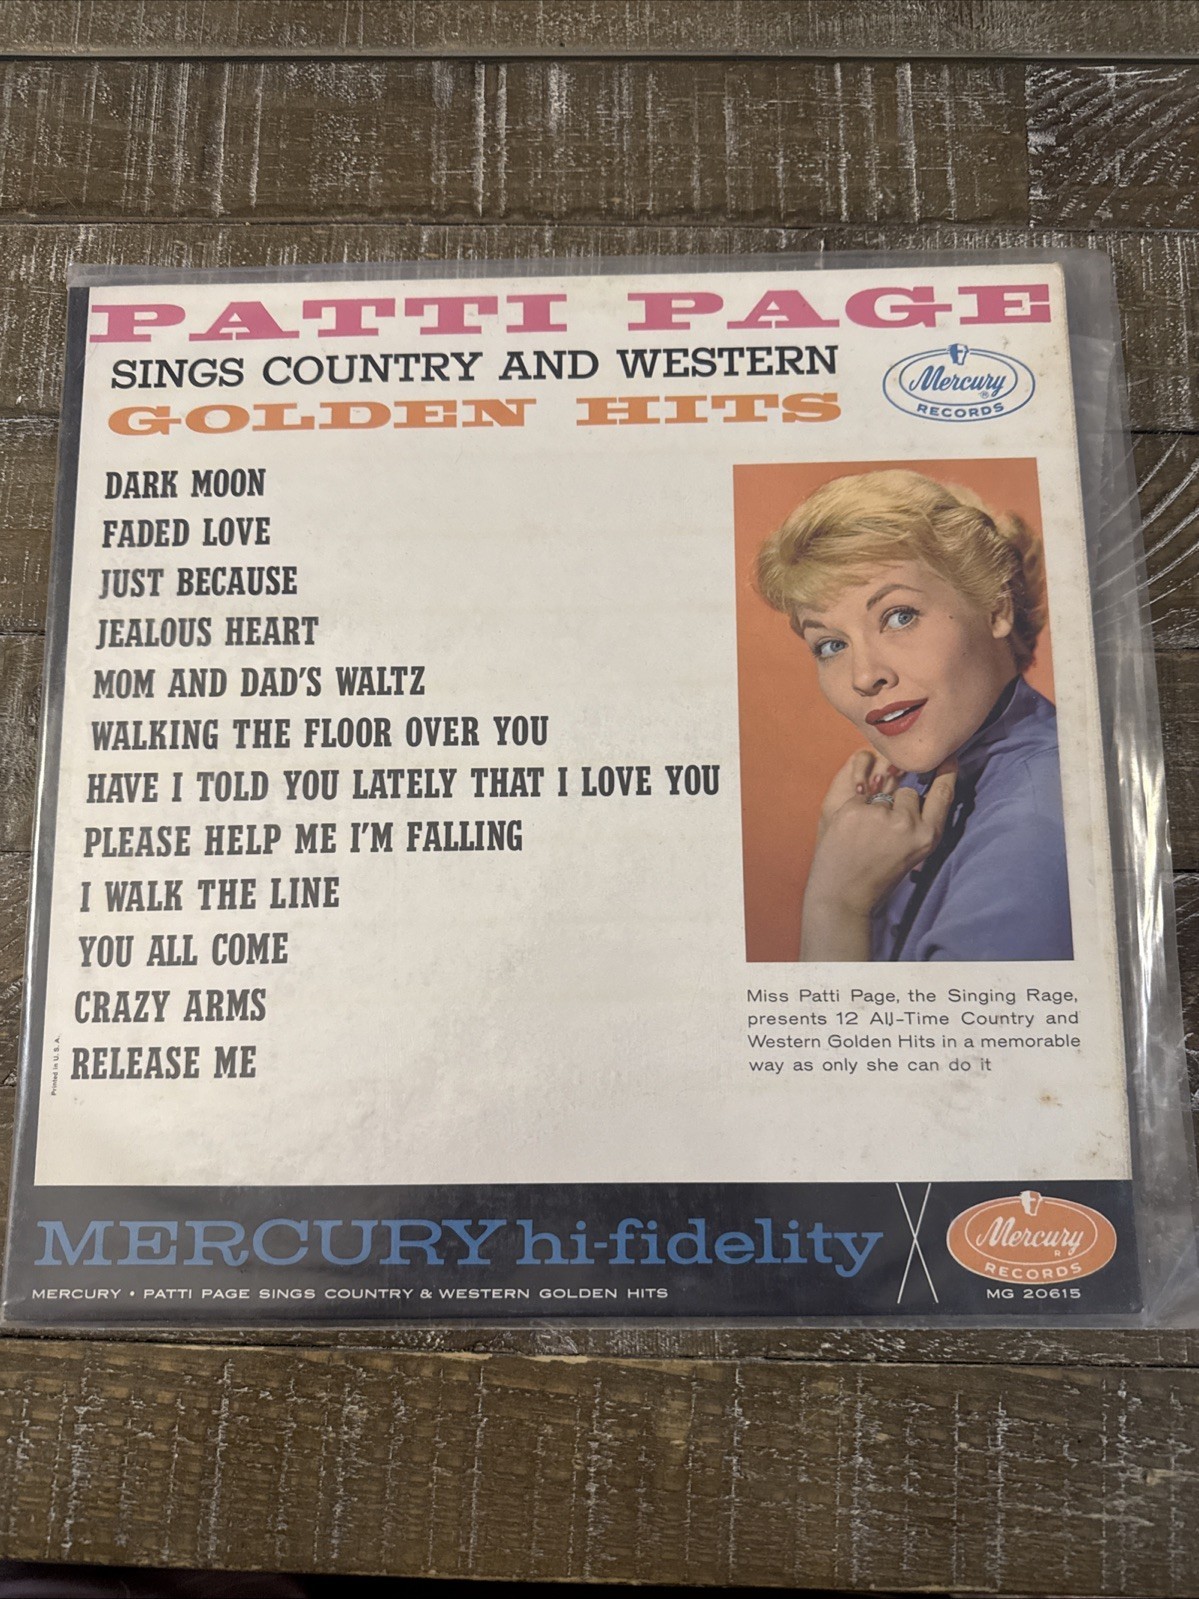 PATTI PAGE
SINGS COUNTRY AND WESTERN
GOLDEN HITS
Mercury
®
RECORDS
DARK MOON
FADED LOVE
JUST BECAUSE
JEALOUS HEART
MOM AND DAD'S WALTZ
WALKING THE FLOOR OVER YOU
HAVE I TOLD YOU LATELY THAT I LOVE YOU
PLEASE HELP ME I'M FALLING
I WALK THE LINE
YOU ALL COME
CRAZY ARMS
RELEASE ME
Printed in U. S. A.
Miss Patti Page, the Singing Rage,
presents 12 All-Time Country and
Western Golden Hits in a memorable
way as only she can do it
MERCURY hi-fidelity
Mercury
R
RECORDS
MG 20615
MERCURY • PATTI PAGE SINGS COUNTRY & WESTERN GOLDEN HITS